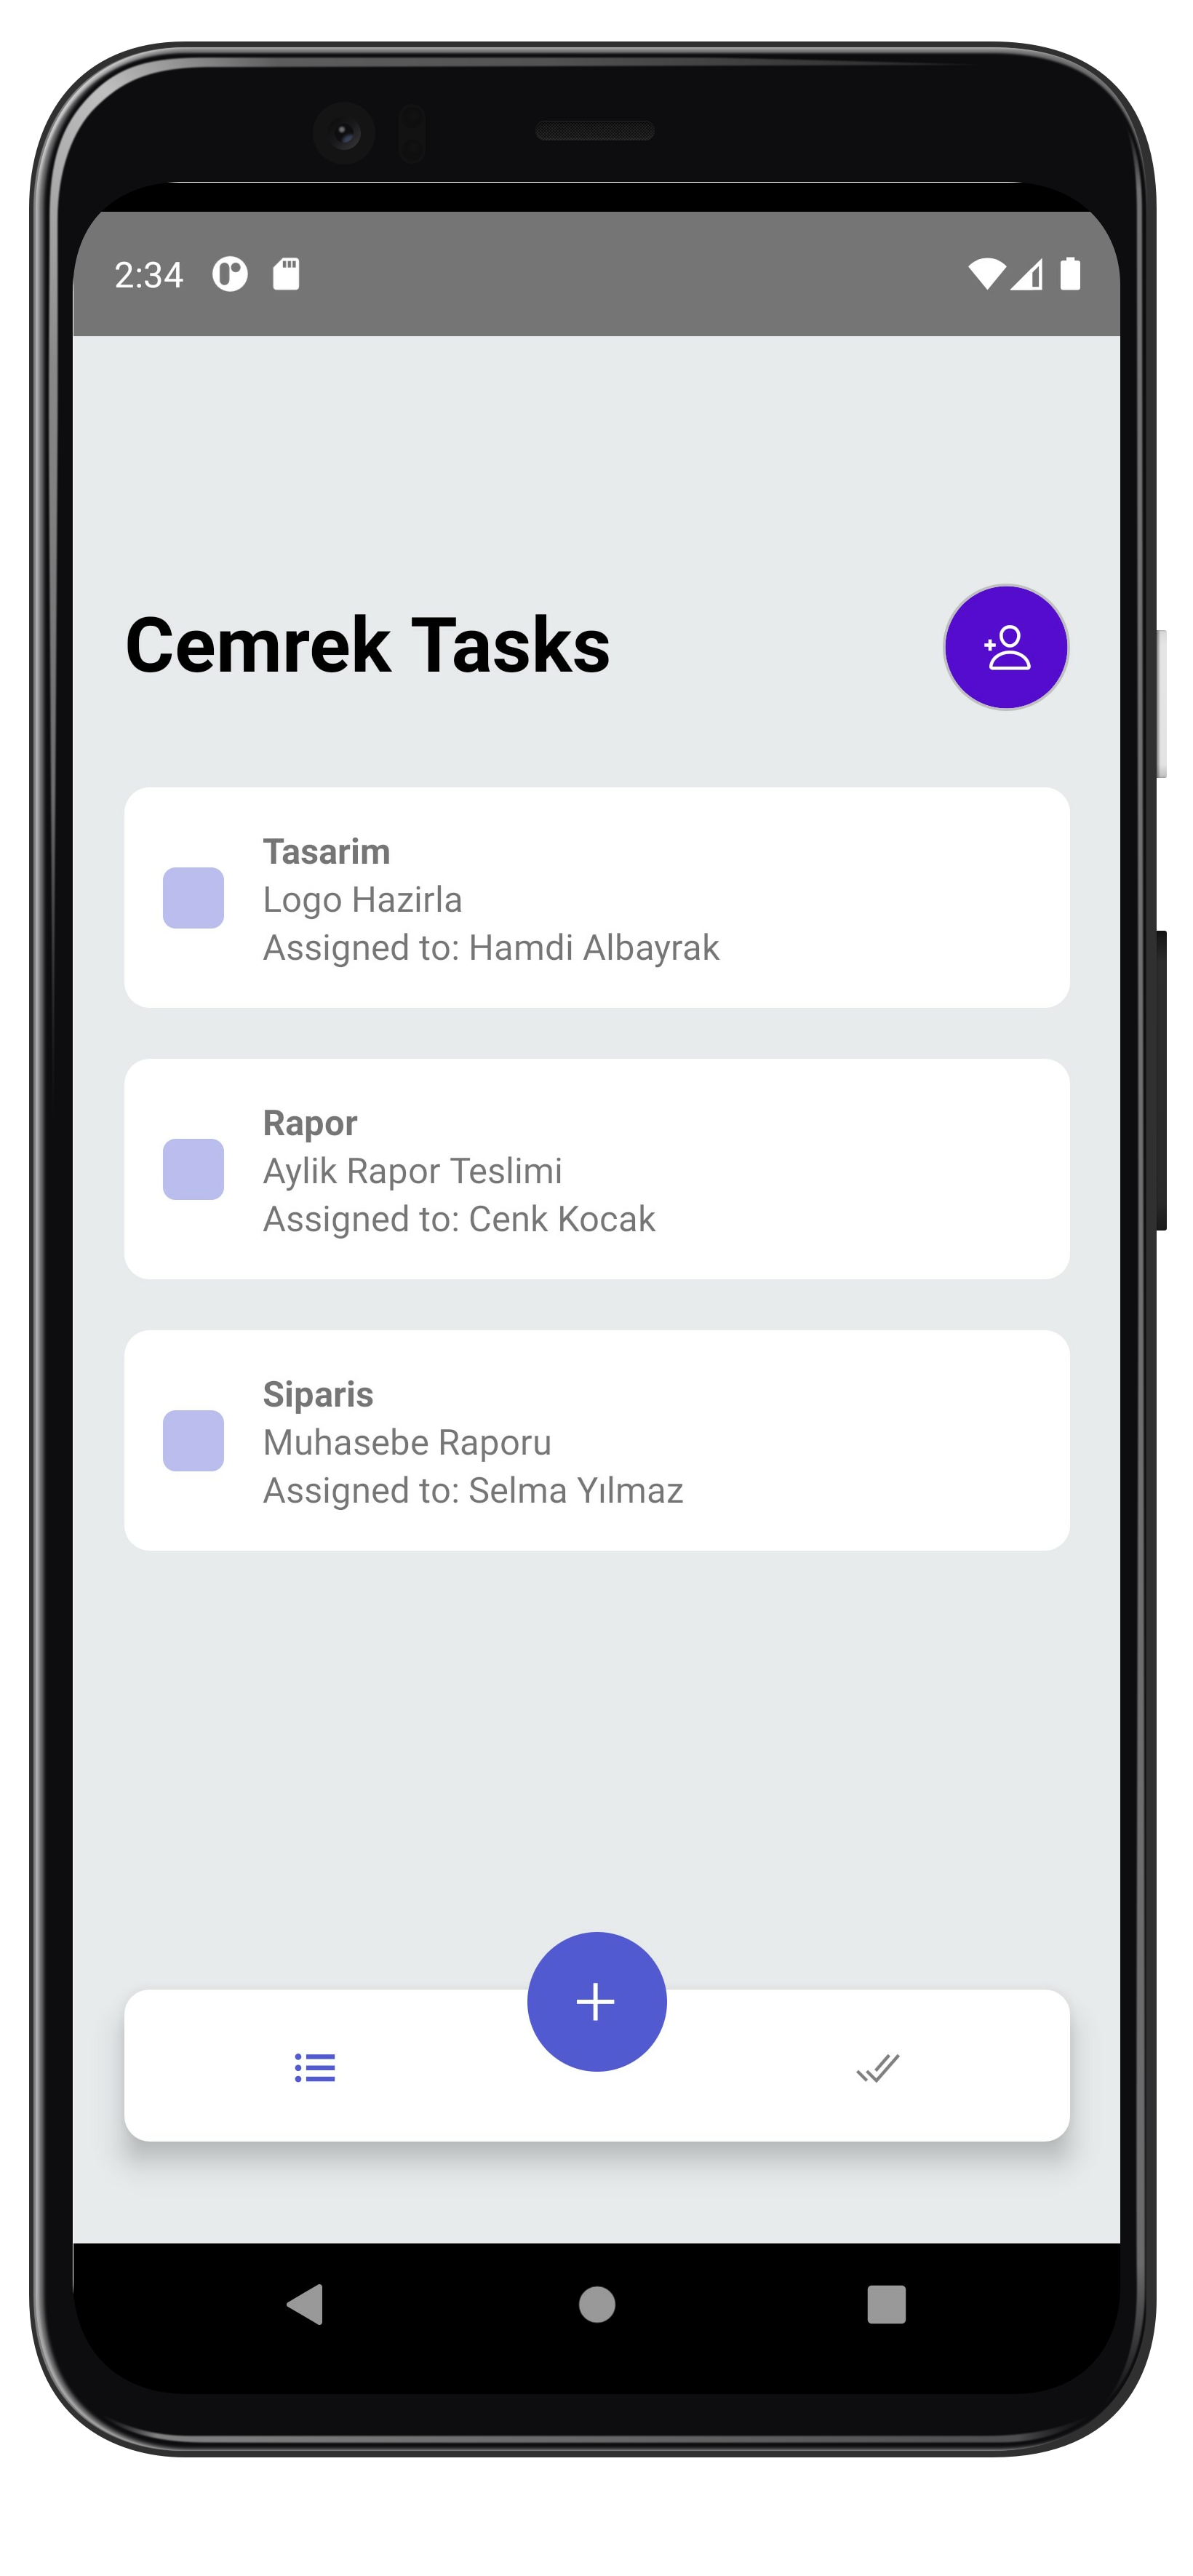 2:34
Cemrek Tasks
Tasarim
Logo Hazirla
Assigned to: Hamdi Albayrak
Rapor
Aylik Rapor Teslimi
Assigned to: Cenk Kocak
Siparis
Muhasebe Raporu
Assigned to: Selma Yılmaz